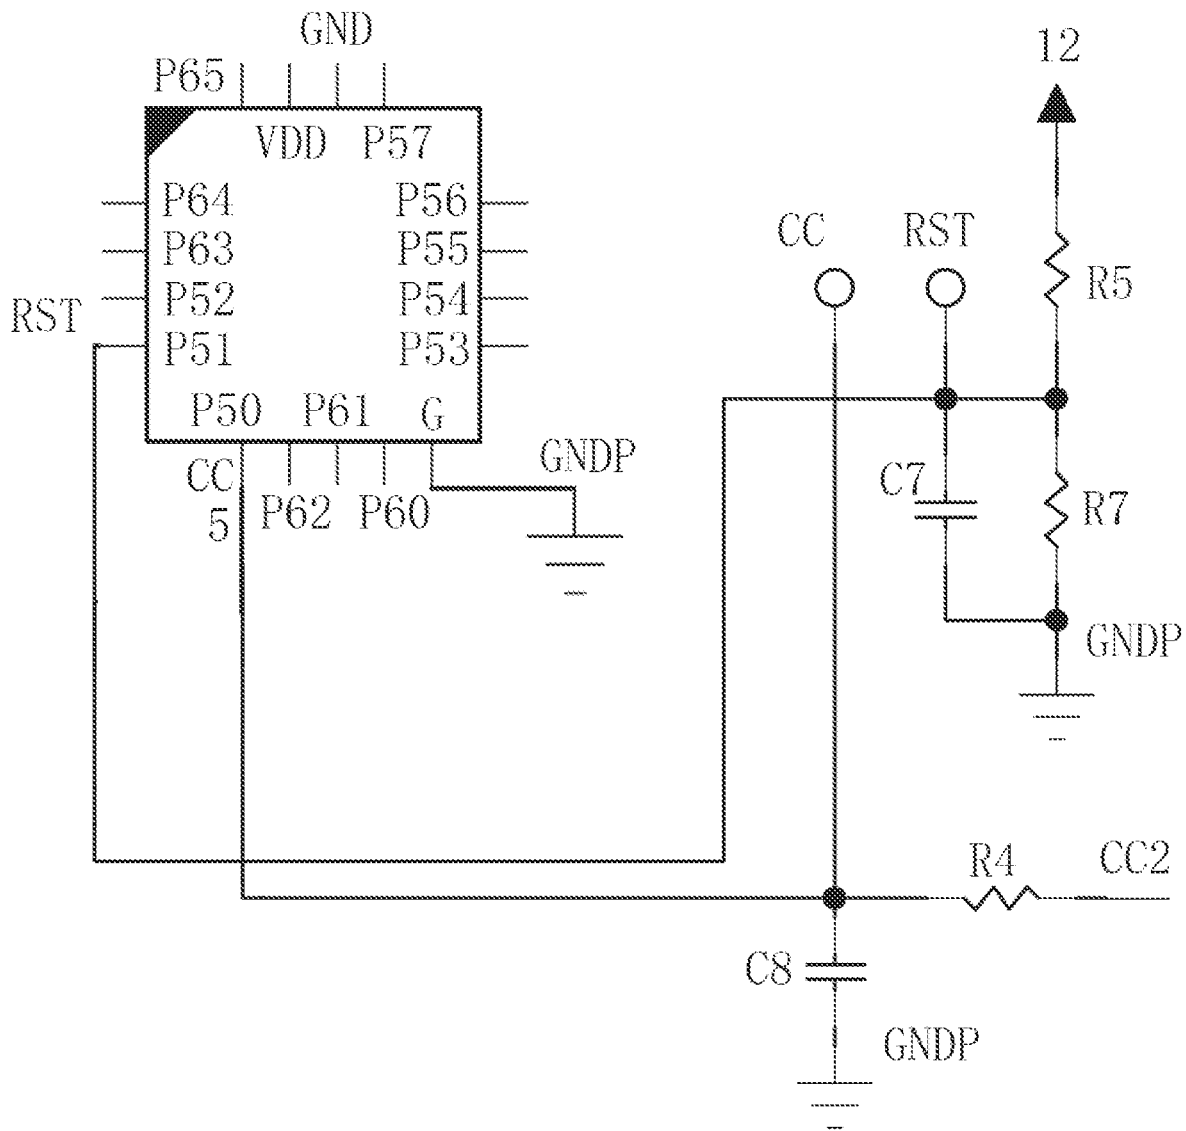 GND
12
P65
VDD P57
P64 P56
CC RST
P63 P55
R5
P52 P54
RST
P51 P53
P50 P61 G
GNDP
CC
C7
5
P62 P60
R7
GNDP
R4 CC2
C8
GNDP